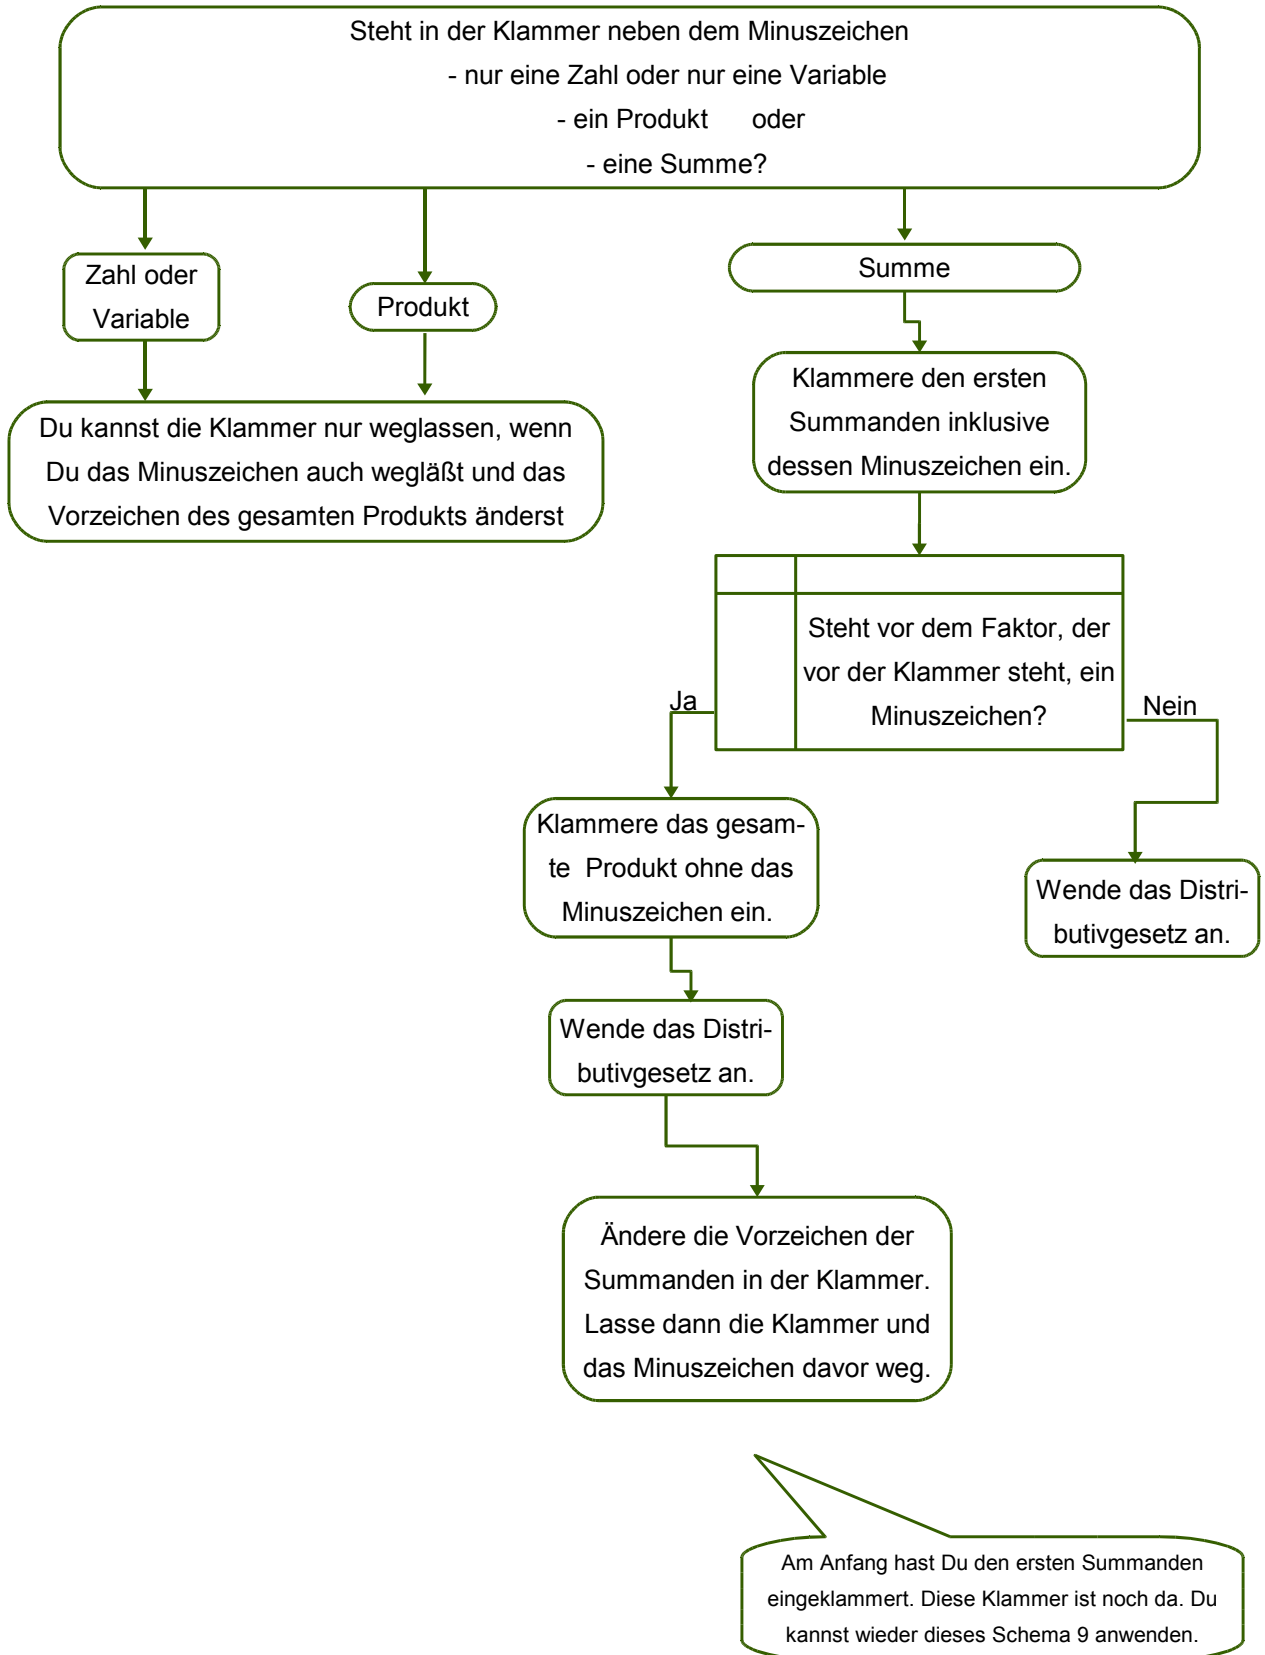 Steht in der Klammer neben dem Minuszeichen
- nur eine Zahl oder nur eine Variable
- ein Produkt oder
- eine Summe?
Zahl oder
Variable
Produkt
Summe
Du kannst die Klammer nur weglassen, wenn
Du das Minuszeichen auch wegläßt und das
Vorzeichen des gesamten Produkts änderst
Klammere den ersten
Summanden inklusive
dessen Minuszeichen ein.
Steht vor dem Faktor, der
vor der Klammer steht, ein
Minuszeichen?
Ja
Nein
Klammere das gesam-
te Produkt ohne das
Minuszeichen ein.
Wende das Distri-
butivgesetz an.
Wende das Distri-
butivgesetz an.
Ändere die Vorzeichen der
Summanden in der Klammer.
Lasse dann die Klammer und
das Minuszeichen davor weg.
Am Anfang hast Du den ersten Summanden
eingeklammert. Diese Klammer ist noch da. Du
kannst wieder dieses Schema 9 anwenden.